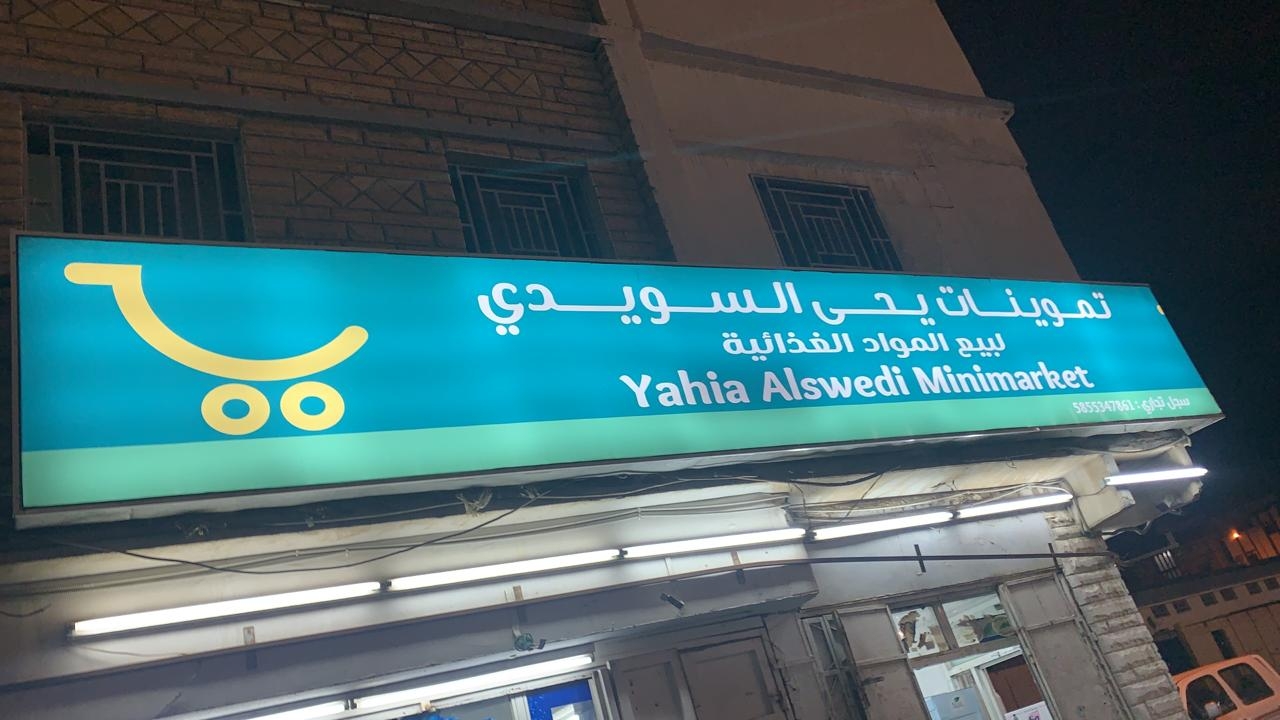 تموينات يحى السويدي
لبيع المواد الغذائية
Yahia Alswedi Minimarket
سجل تجاري : 5855347861